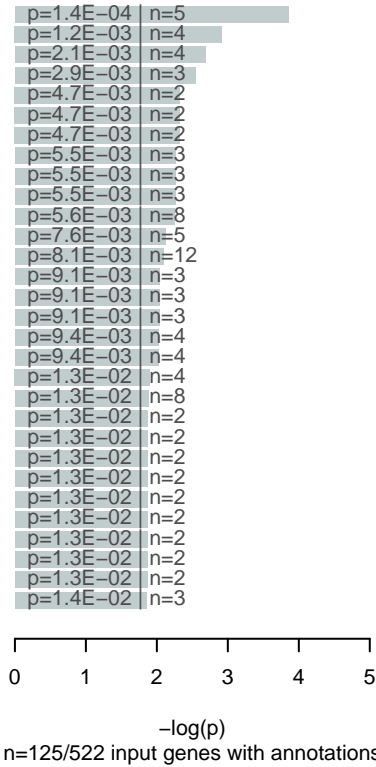 p=1.4E−04 n=5
p=1.2E−03 n=4
p=2.1E−03 n=4
p=2.9E−03 n=3
p=4.7E−03 n=2
p=4.7E−03 n=2
p=4.7E−03 n=2
p=5.5E−03 n=3
p=5.5E−03 n=3
p=5.5E−03 n=3
p=5.6E−03 n=8
p=7.6E−03 n=5
p=8.1E−03 n=12
p=9.1E−03 n=3
p=9.1E−03 n=3
p=9.1E−03 n=3
p=9.4E−03 n=4
p=9.4E−03 n=4
p=1.3E−02 n=4
p=1.3E−02 n=8
p=1.3E−02 n=2
p=1.3E−02 n=2
p=1.3E−02 n=2
p=1.3E−02 n=2
p=1.3E−02 n=2
p=1.3E−02 n=2
p=1.3E−02 n=2
p=1.3E−02 n=2
p=1.3E−02 n=2
p=1.4E−02 n=3
0 1 2 3 4 5
−log(p)
n=125/522 input genes with annotations